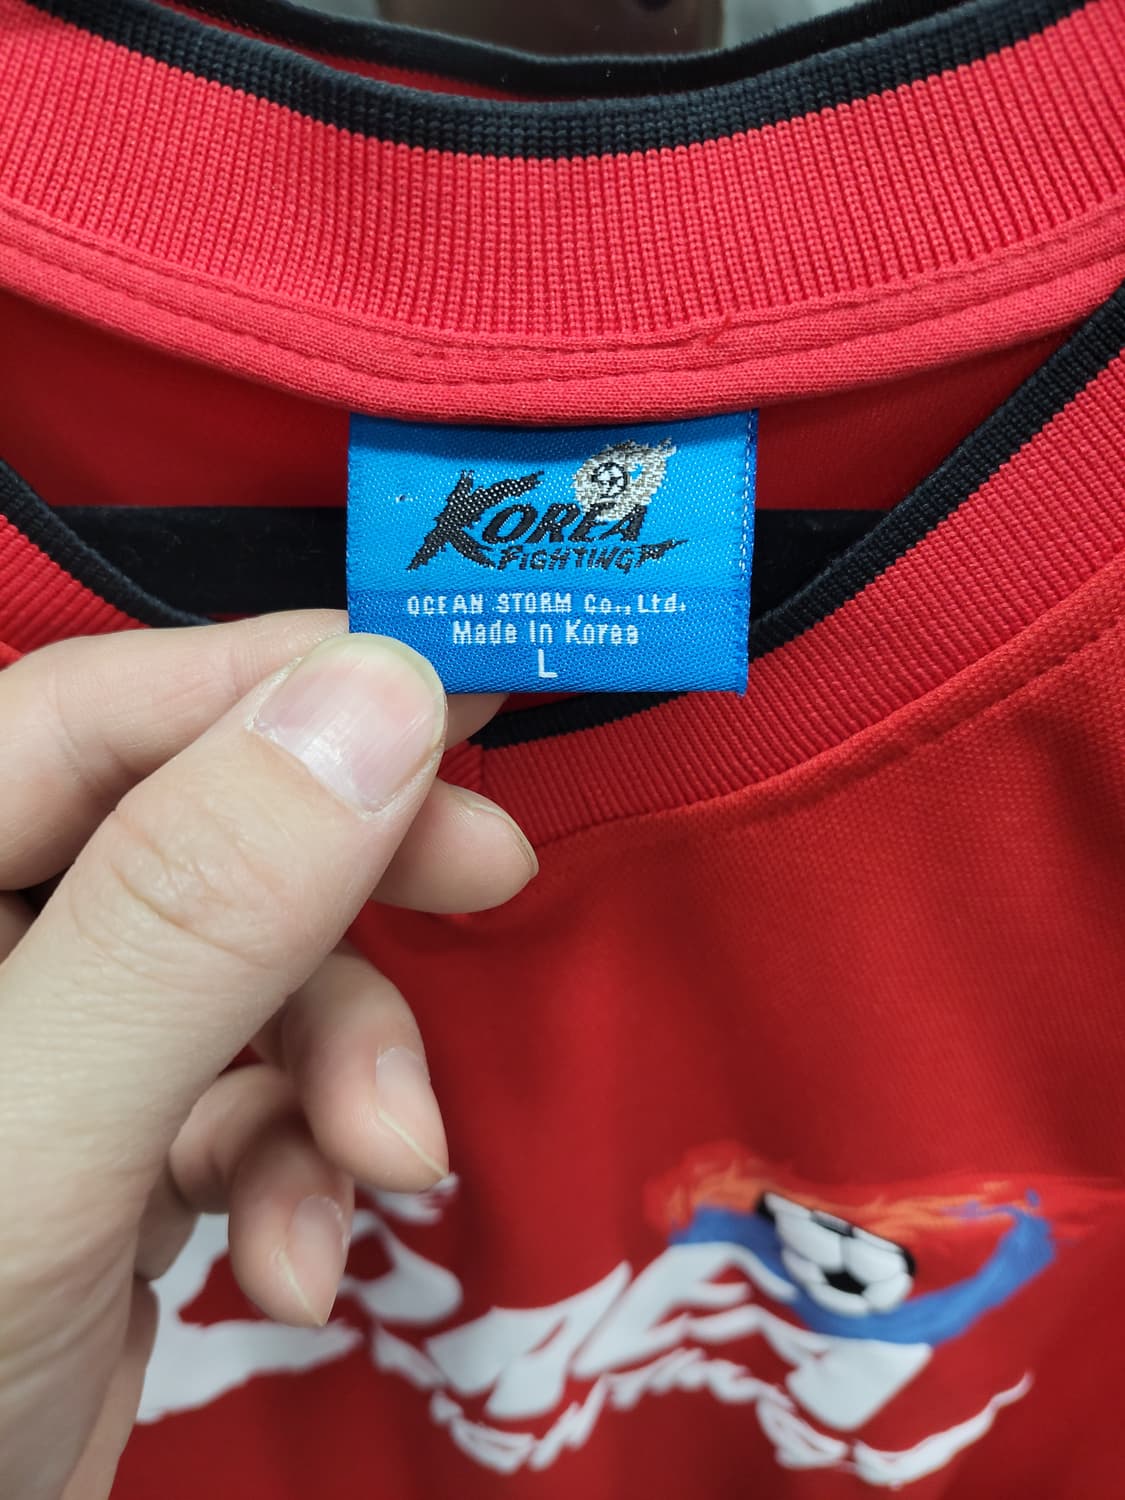 KOREA
FIGHTING
OCEAN STORM Co., Ltd.
Made In Korea
L